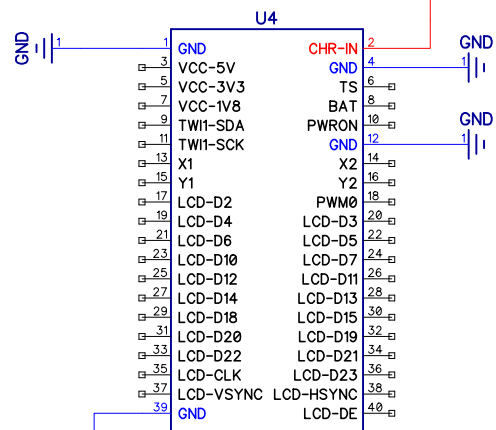 U4
GND 1 1 GND CHR-IN 2 GND
3 VCC-5V GND 4 1
5 VCC-3V3 TS 6
7 VCC-1V8 BAT 8
9 TWI1-SDA PWRON 10 GND
11 TWI1-SCK GND 12 1
13 X1 X2 14
15 Y1 Y2 16
17 LCD-D2 PWM0 18
19 LCD-D4 LCD-D3 20
21 LCD-D6 LCD-D5 22
23 LCD-D10 LCD-D7 24
25 LCD-D12 LCD-D11 26
27 LCD-D14 LCD-D13 28
29 LCD-D18 LCD-D15 30
31 LCD-D20 LCD-D19 32
33 LCD-D22 LCD-D21 34
35 LCD-CLK LCD-D23 36
37 LCD-VSYNC LCD-HSYNC 38
39 GND LCD-DE 40